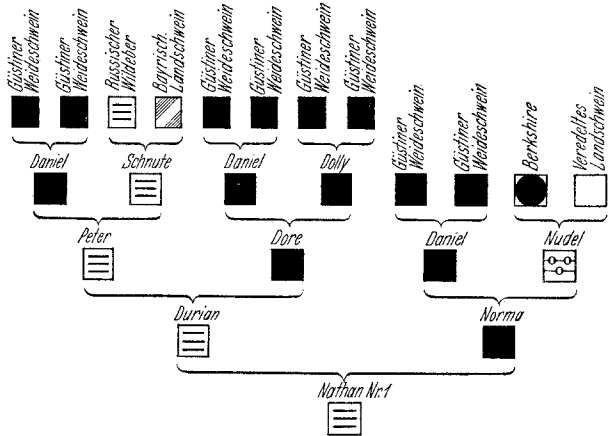 Güstiner
Weideschwein
Güstiner
Weideschwein
Russischer
Wildeber
Bayrisch.
Landschwein
Güstiner
Weideschwein
Güstiner
Weideschwein
Güstiner
Weideschwein
Güstiner
Weideschwein
Daniel
Schnute
Daniel
Dolly
Güstiner
Weideschwein
Güstiner
Weideschwein
Berkshire
Veredeltes
Landschwein
Peter
Dore
Daniel
Nudel
Durian
Norma
Nathan Nr.1